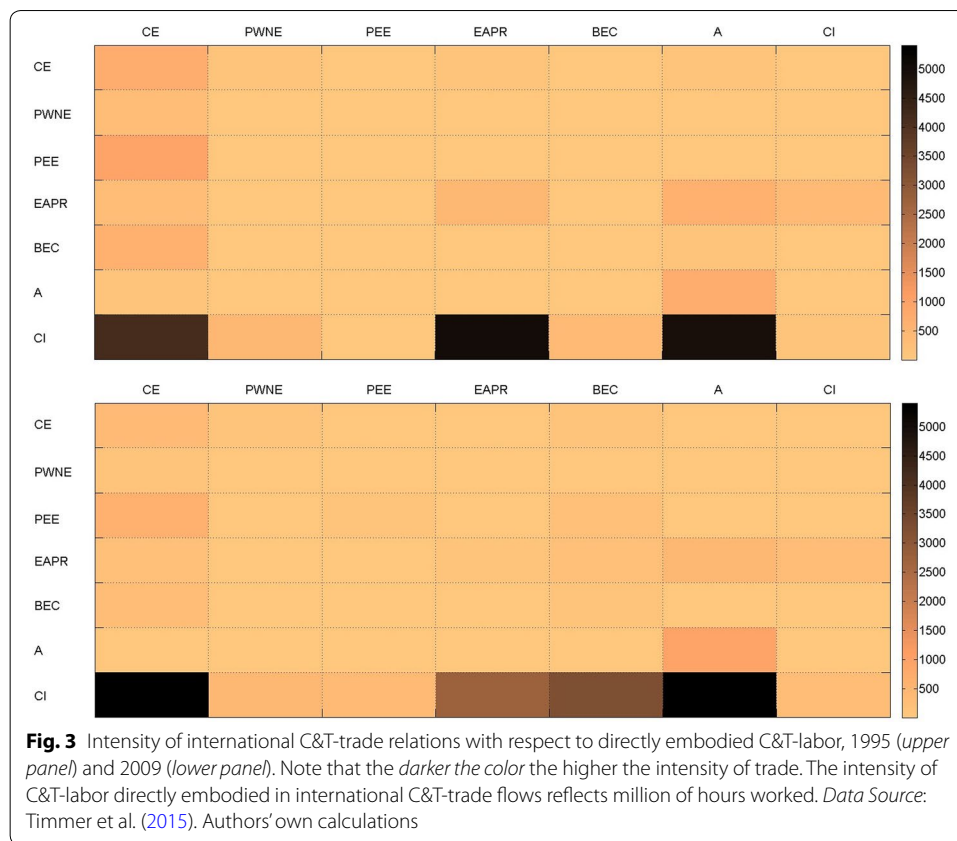 CE PWNE PEE EAPR BEC A CI
CE
PWNE
PEE
EAPR
BEC
A
CI
5000
4500
4000
3500
3000
2500
2000
1500
1000
500
CE PWNE PEE EAPR BEC A CI
CE
PWNE
PEE
EAPR
BEC
A
CI
5000
4500
4000
3500
3000
2500
2000
1500
1000
500
Fig. 3 Intensity of international C&T-trade relations with respect to directly embodied C&T-labor, 1995 (upper
panel) and 2009 (lower panel). Note that the darker the color the higher the intensity of trade. The intensity of
C&T-labor directly embodied in international C&T-trade flows reflects million of hours worked. Data Source:
Timmer et al. (2015). Authors' own calculations